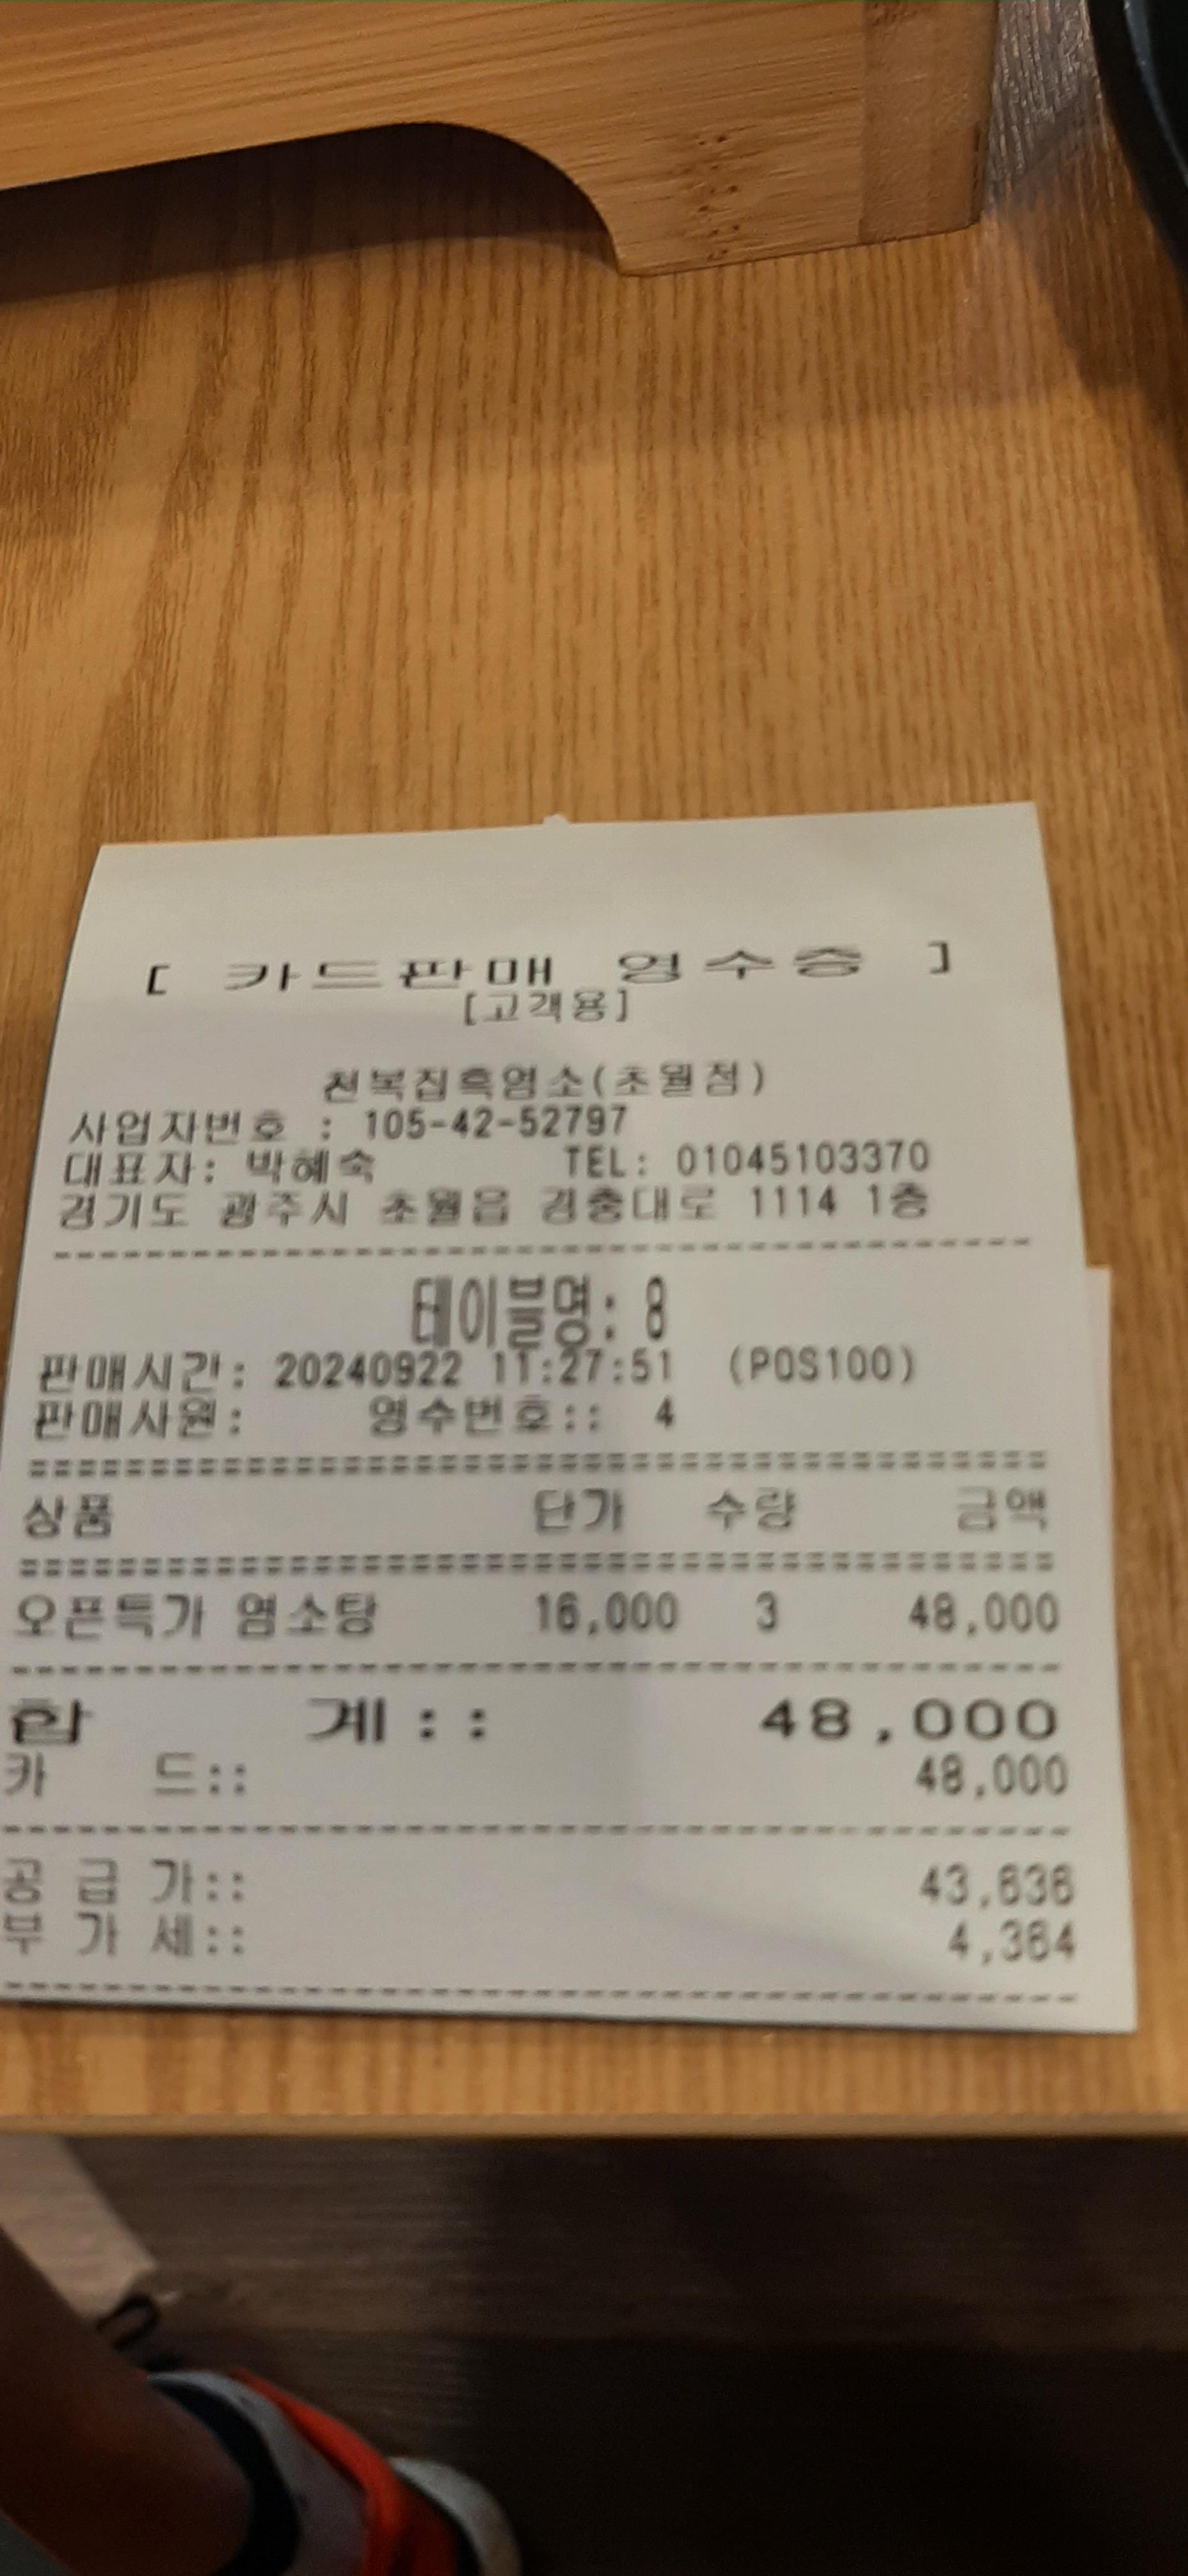 [ 카드판매 영수증 ]
[고객용]
천복집흑염소(초월점)
사업자번호 : 105-42-52797
대표자: 박혜숙 TEL: 01045103370
경기도 광주시 초월읍 경충대로 1114 1층
테이블명: 8
판매시간: 20240922 11:27:51 (POS100)
판매사원: 영수번호:: 4
상품 단가 수량 금액
오픈특가 염소탕 16,000 3 48,000
합 계:: 48,000
카 드:: 48,000
공 급 가:: 43,636
부 가 세:: 4,364